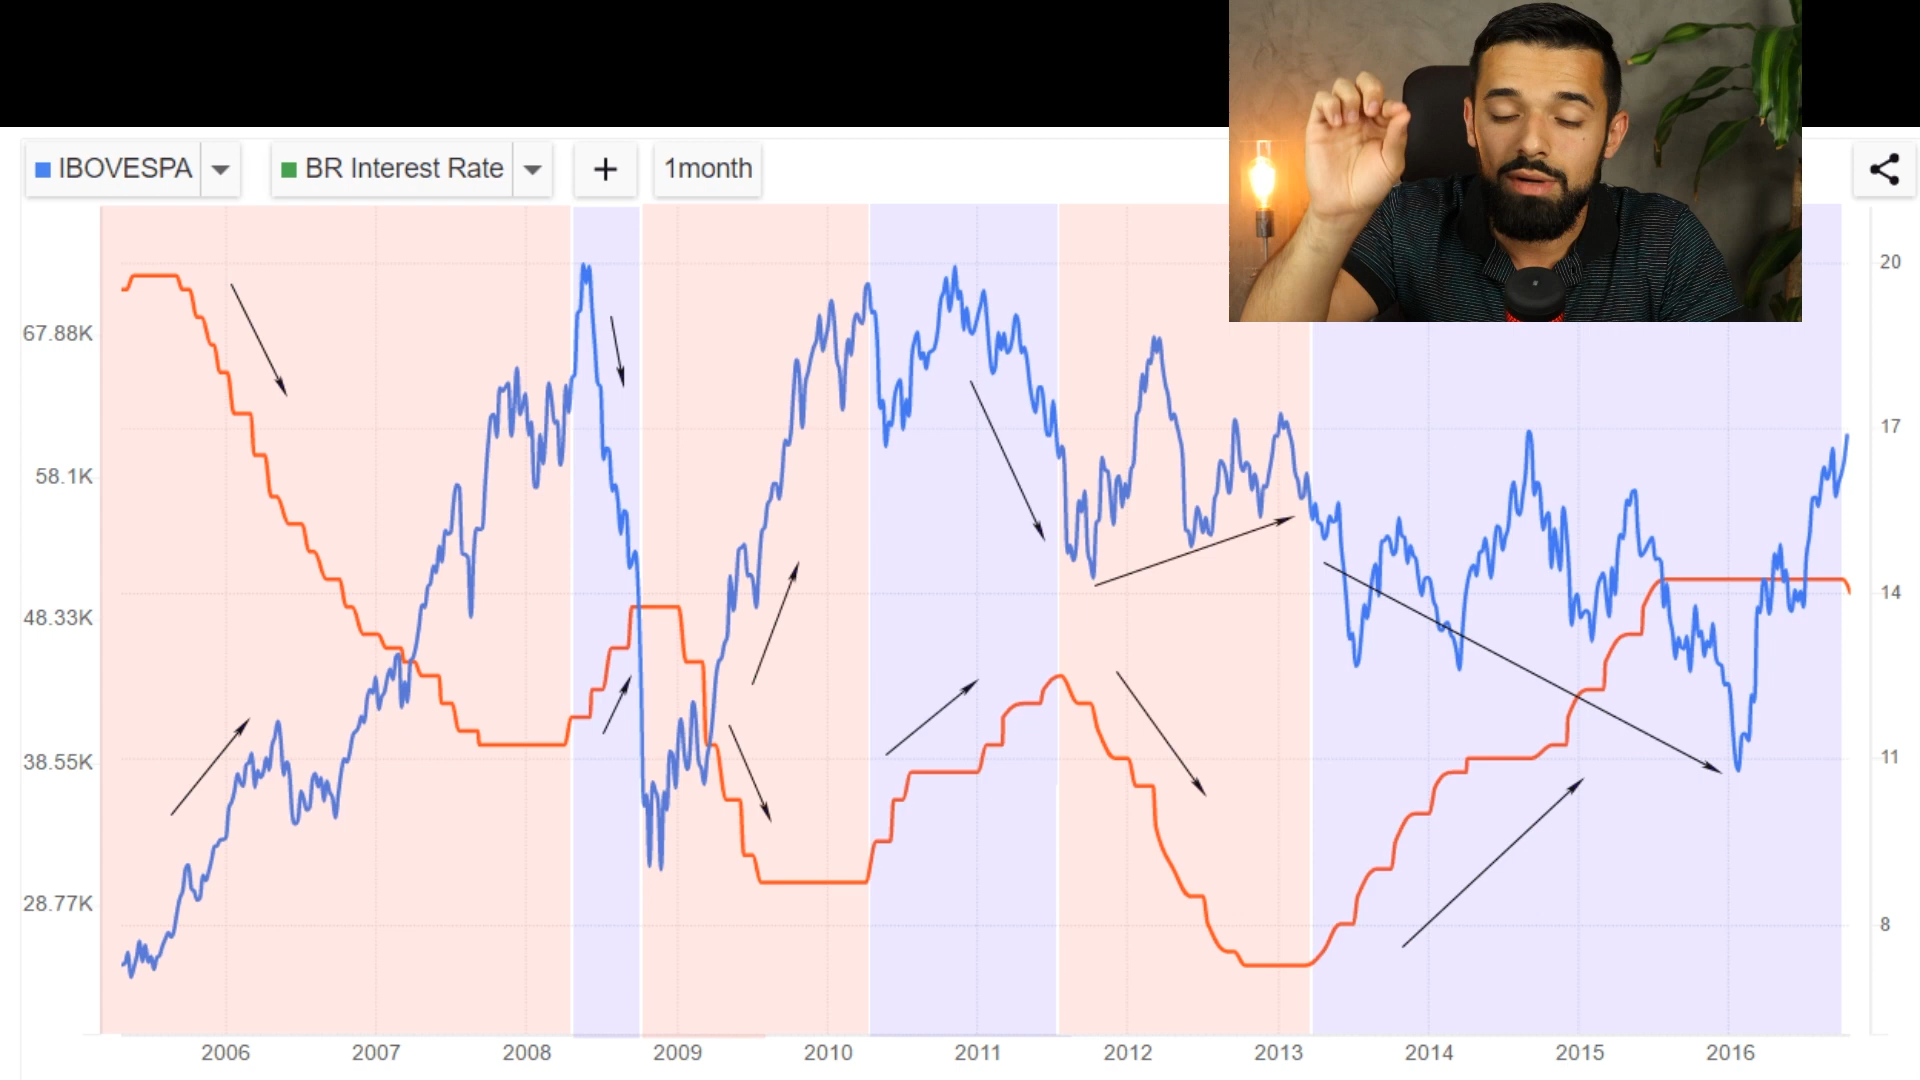 IBOVESPA
BR Interest Rate
+
1month
67.88K
58.1K
48.33K
38.55K
28.77K
20
17
14
11
8
2006 2007 2008 2009 2010 2011 2012 2013 2014 2015 2016